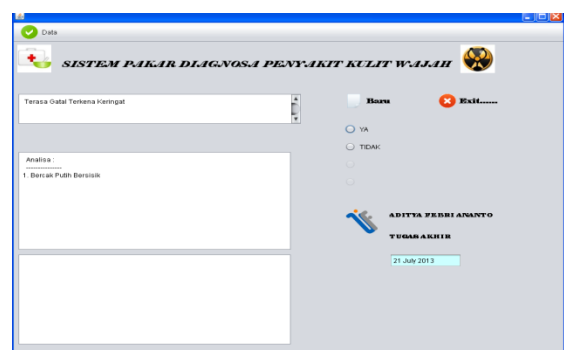 Data
SISTEM PAKAR DIAGNOSA PENYAKIT KULIT WAJAH
Terasa Gatal Terkena Keringat
Baru
Exit......
YA
TIDAK
Analisa :
------------------
1. Bercak Putih Bersisik
ADITYA FEBRI ANANTO
TUGAS AKHIR
21 July 2013